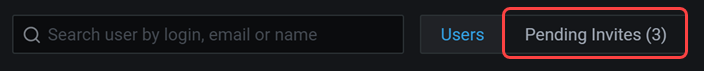 Search user by login, email or name
Users
Pending Invites (3)